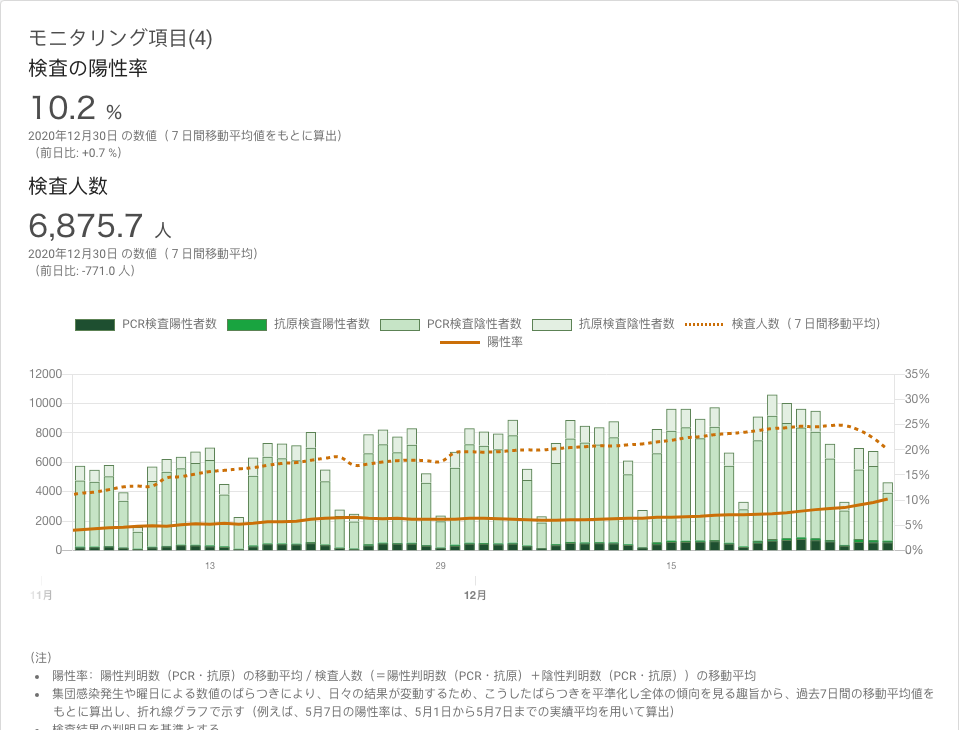 モニタリング項目(4)
検査の陽性率
10.2 %
2020年12月30日 の数値（７日間移動平均値をもとに算出）
（前日比: +0.7 %）
検査人数
6,875.7 人
2020年12月30日 の数値（７日間移動平均）
（前日比: -771.0 人）
PCR検査陽性者数 抗原検査陽性者数 PCR検査陰性者数 抗原検査陰性者数 検査人数（７日間移動平均）
陽性率
12000 35%
10000 30%
8000 25%
6000 20%
4000 15%
2000 10%
0 5%
0%
13 29 15
11月 12月
（注）
• 陽性率：陽性判明数（PCR・抗原）の移動平均 / 検査人数（＝陽性判明数（PCR・抗原）＋陰性判明数（PCR・抗原））の移動平均
• 集団感染発生や曜日による数値のばらつきにより、日々の結果が変動するため、こうしたばらつきを平準化し全体の傾向を見る趣旨から、過去7日間の移動平均値を
もとに算出し、折れ線グラフで示す（例えば、5月7日の陽性率は、5月1日から5月7日までの実績平均を用いて算出）
• 検査結果の判明日を基準とする